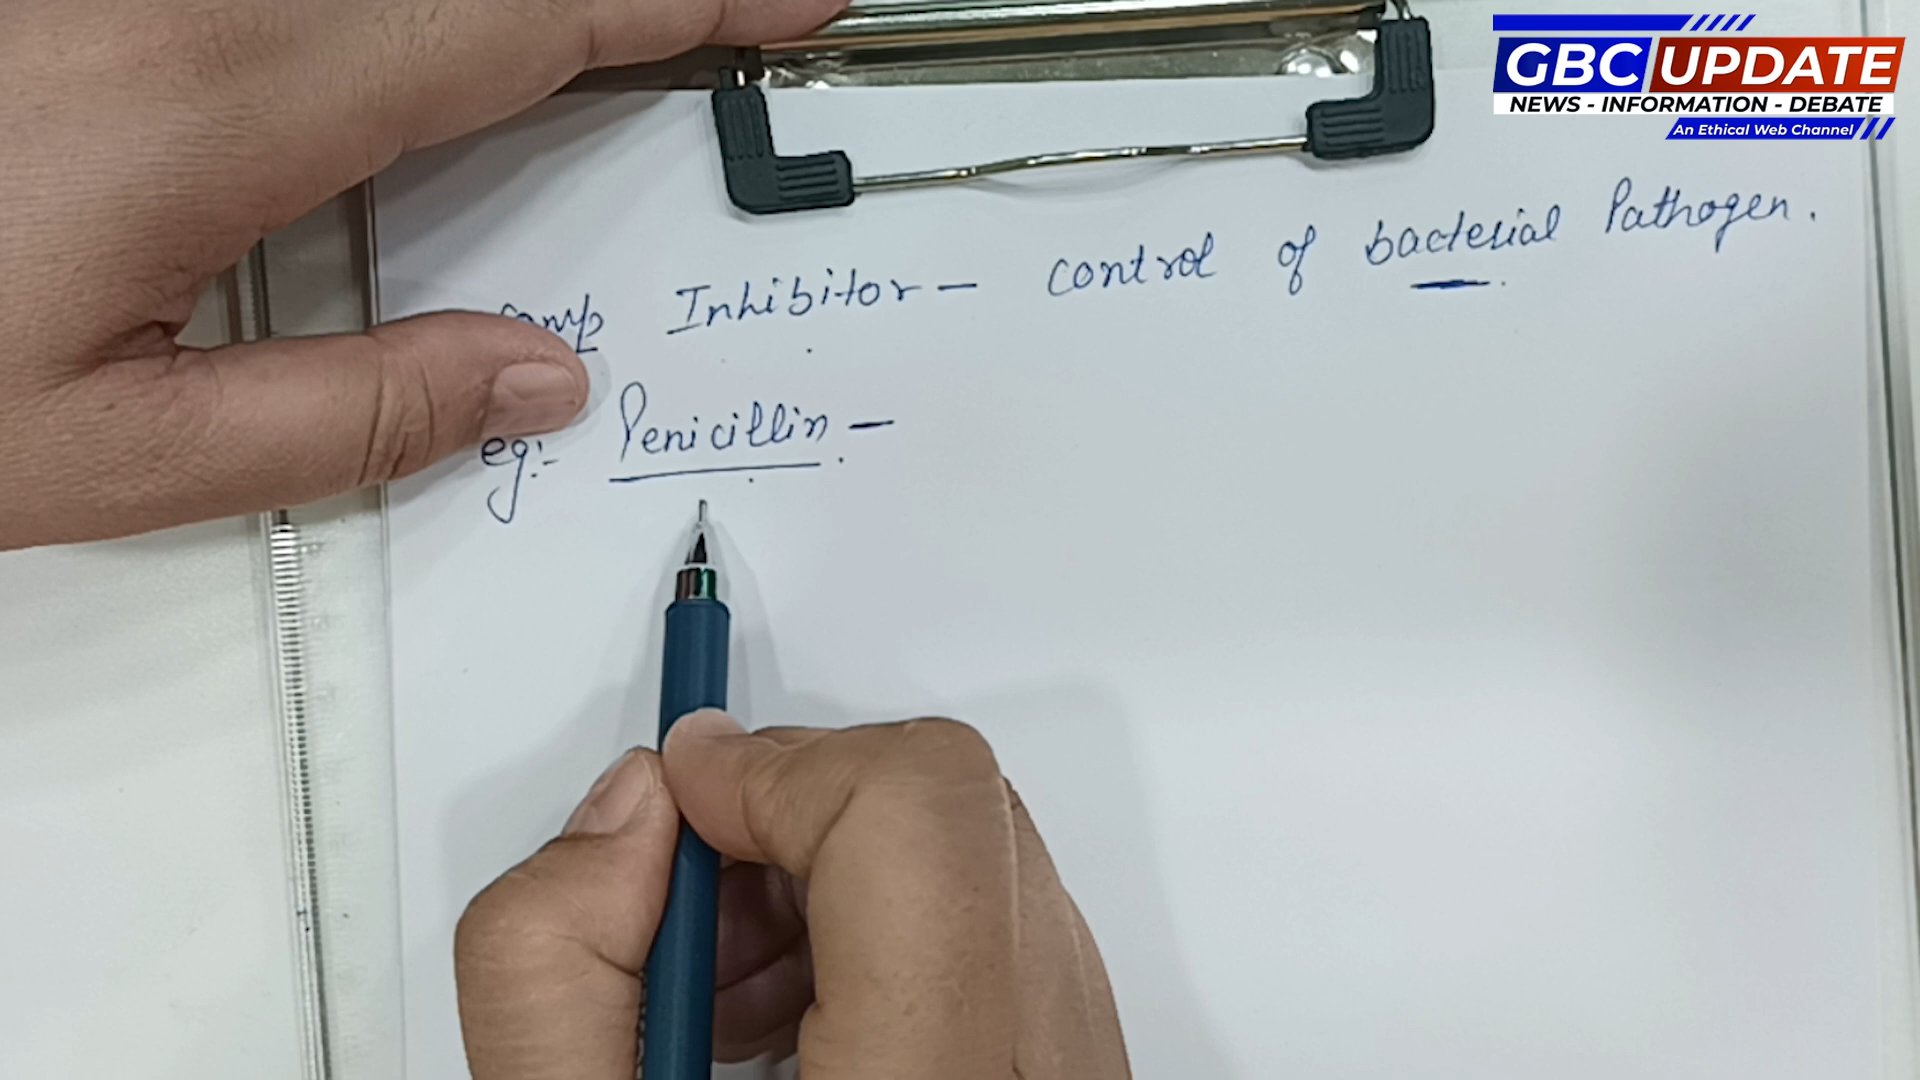 GBC UPDATE
NEWS - INFORMATION - DEBATE
An Ethical Web Channel
Inhibitor - control of bacterial Pathogen.
eg:- Penicillin -